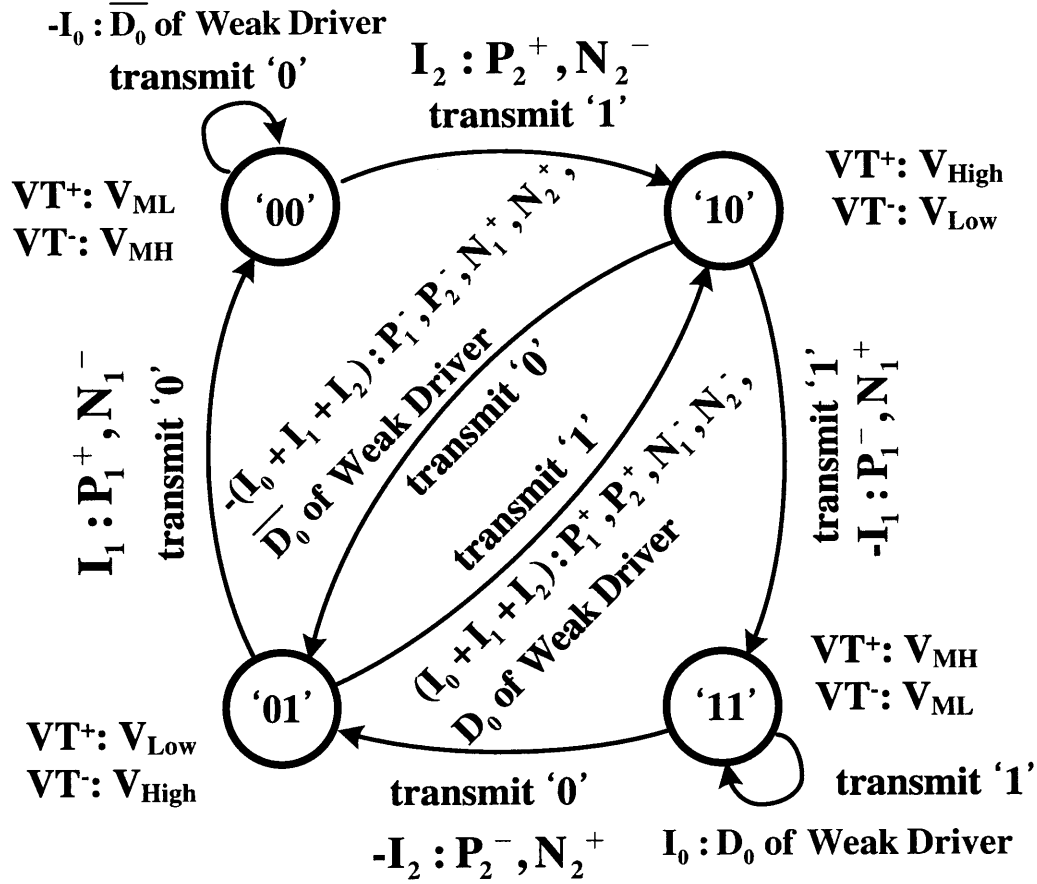 -I₀ : D̅₀ of Weak Driver
transmit ‘0’
I₂ : P₂⁺ , N₂⁻
transmit ‘1’
‘00’
VT⁺: V_ML
VT⁻: V_MH
‘10’
VT⁺: V_High
VT⁻: V_Low
I₁ : P₁⁺ , N₁⁻
transmit ‘0’
-(I₀ + I₁ + I₂) : P₁⁻ , P₂⁻ , N₁⁺ , N₂⁺ ,
D̅₀ of Weak Driver
transmit ‘0’
transmit ‘1’
(I₀ + I₁ + I₂) : P₁⁺ , P₂⁺ , N₁⁻ , N₂⁻ ,
D₀ of Weak Driver
transmit ‘1’
-I₁ : P₁⁻ , N₁⁺
‘01’
VT⁺: V_Low
VT⁻: V_High
‘11’
VT⁺: V_MH
VT⁻: V_ML
transmit ‘0’
-I₂ : P₂⁻ , N₂⁺
transmit ‘1’
I₀ : D₀ of Weak Driver